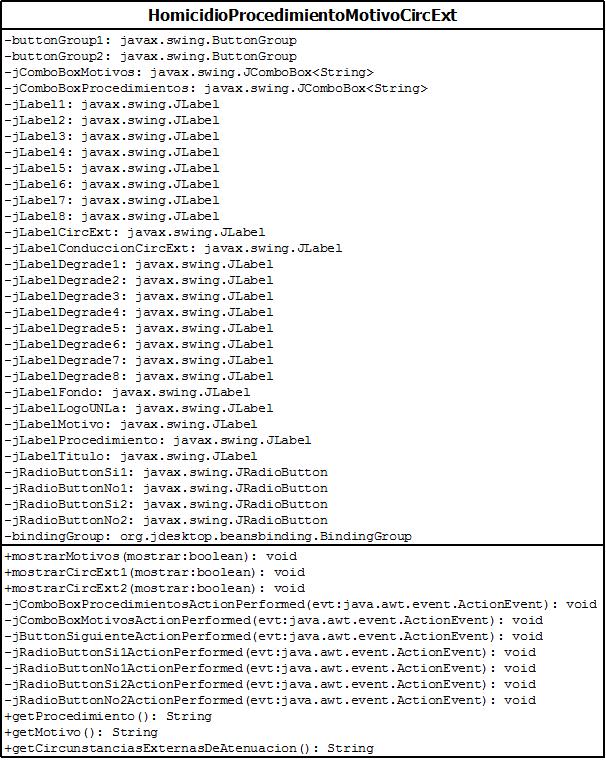 HomicidioProcedimientoMotivoCircExt
-buttonGroup1: javax.swing.ButtonGroup
-buttonGroup2: javax.swing.ButtonGroup
-jComboBoxMotivos: javax.swing.JComboBox<String>
-jComboBoxProcedimientos: javax.swing.JComboBox<String>
-jLabel1: javax.swing.JLabel
-jLabel2: javax.swing.JLabel
-jLabel3: javax.swing.JLabel
-jLabel4: javax.swing.JLabel
-jLabel5: javax.swing.JLabel
-jLabel6: javax.swing.JLabel
-jLabel7: javax.swing.JLabel
-jLabel8: javax.swing.JLabel
-jLabelCircExt: javax.swing.JLabel
-jLabelConduccionCircExt: javax.swing.JLabel
-jLabelDegrade1: javax.swing.JLabel
-jLabelDegrade2: javax.swing.JLabel
-jLabelDegrade3: javax.swing.JLabel
-jLabelDegrade4: javax.swing.JLabel
-jLabelDegrade5: javax.swing.JLabel
-jLabelDegrade6: javax.swing.JLabel
-jLabelDegrade7: javax.swing.JLabel
-jLabelDegrade8: javax.swing.JLabel
-jLabelFondo: javax.swing.JLabel
-jLabelLogoUNLa: javax.swing.JLabel
-jLabelMotivo: javax.swing.JLabel
-jLabelProcedimiento: javax.swing.JLabel
-jLabelTitulo: javax.swing.JLabel
-jRadioButtonSi1: javax.swing.JRadioButton
-jRadioButtonNo1: javax.swing.JRadioButton
-jRadioButtonSi2: javax.swing.JRadioButton
-jRadioButtonNo2: javax.swing.JRadioButton
-bindingGroup: org.jdesktop.beansbinding.BindingGroup
+mostrarMotivos(mostrar:boolean): void
+mostrarCircExt1(mostrar:boolean): void
+mostrarCircExt2(mostrar:boolean): void
-jComboBoxProcedimientosActionPerformed(evt:java.awt.event.ActionEvent): void
-jComboBoxMotivosActionPerformed(evt:java.awt.event.ActionEvent): void
-jButtonSiguienteActionPerformed(evt:java.awt.event.ActionEvent): void
-jRadioButtonSi1ActionPerformed(evt:java.awt.event.ActionEvent): void
-jRadioButtonNo1ActionPerformed(evt:java.awt.event.ActionEvent): void
-jRadioButtonSi2ActionPerformed(evt:java.awt.event.ActionEvent): void
-jRadioButtonNo2ActionPerformed(evt:java.awt.event.ActionEvent): void
+getProcedimiento(): String
+getMotivo(): String
+getCircunstanciasExternasDeAtenuacion(): String